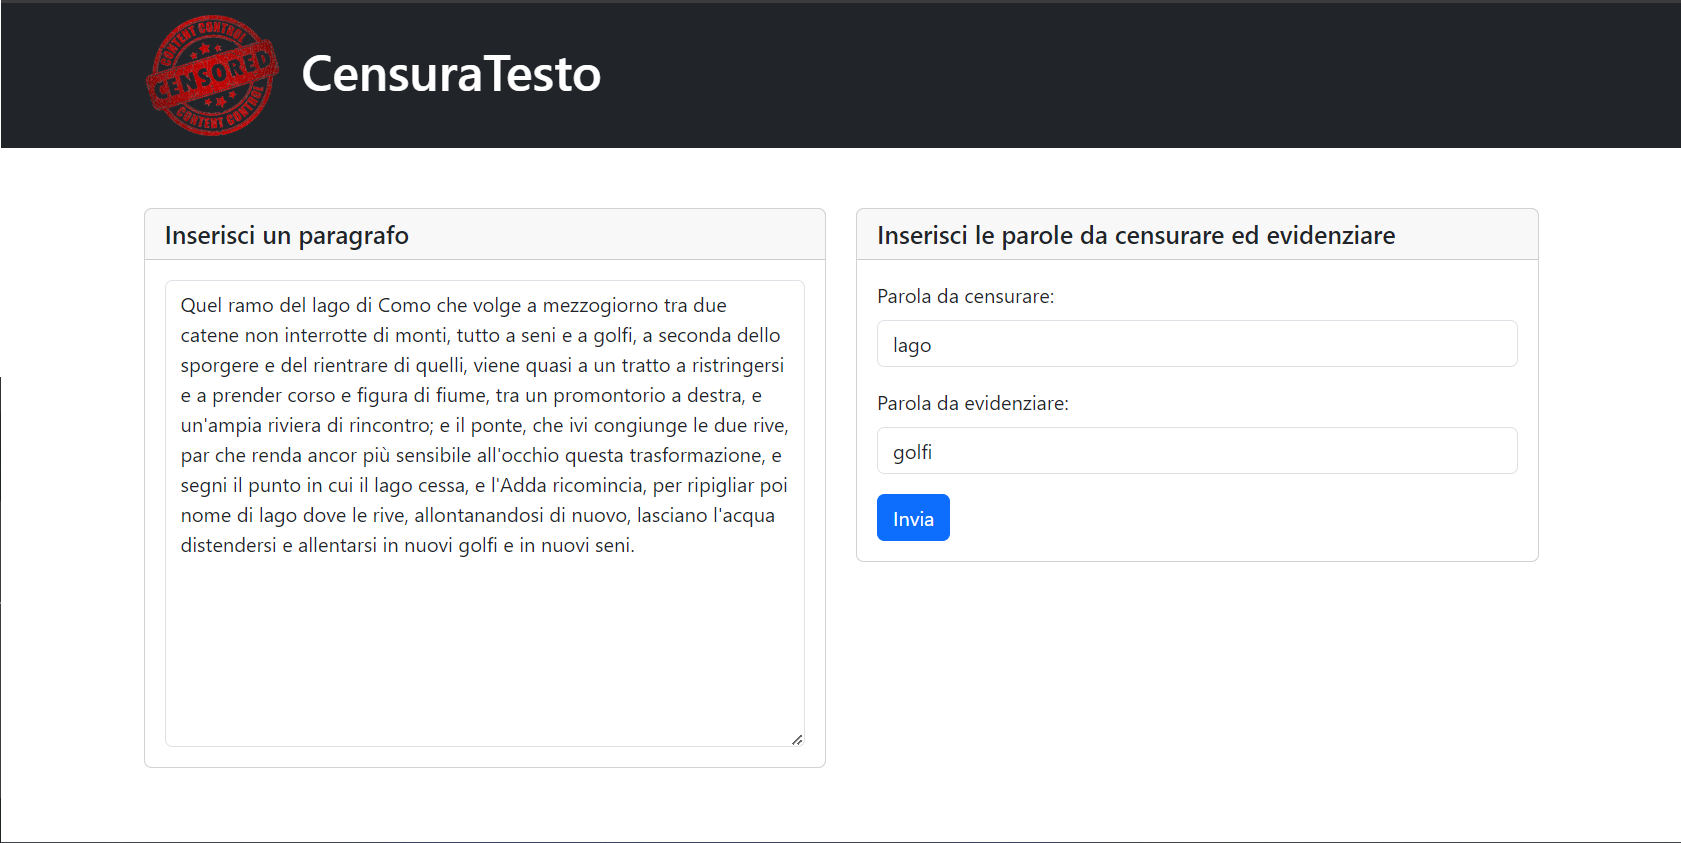 CONTENT CONTROL
CENSORED
CONTENT CONTROL
CensuraTesto
Inserisci un paragrafo
Quel ramo del lago di Como che volge a mezzogiorno tra due
catene non interrotte di monti, tutto a seni e a golfi, a seconda dello
sporgere e del rientrare di quelli, viene quasi a un tratto a ristringersi
e a prender corso e figura di fiume, tra un promontorio a destra, e
un'ampia riviera di rincontro; e il ponte, che ivi congiunge le due rive,
par che renda ancor più sensibile all'occhio questa trasformazione, e
segni il punto in cui il lago cessa, e l'Adda ricomincia, per ripigliar poi
nome di lago dove le rive, allontanandosi di nuovo, lasciano l'acqua
distendersi e allentarsi in nuovi golfi e in nuovi seni.
Inserisci le parole da censurare ed evidenziare
Parola da censurare:
lago
Parola da evidenziare:
golfi
Invia